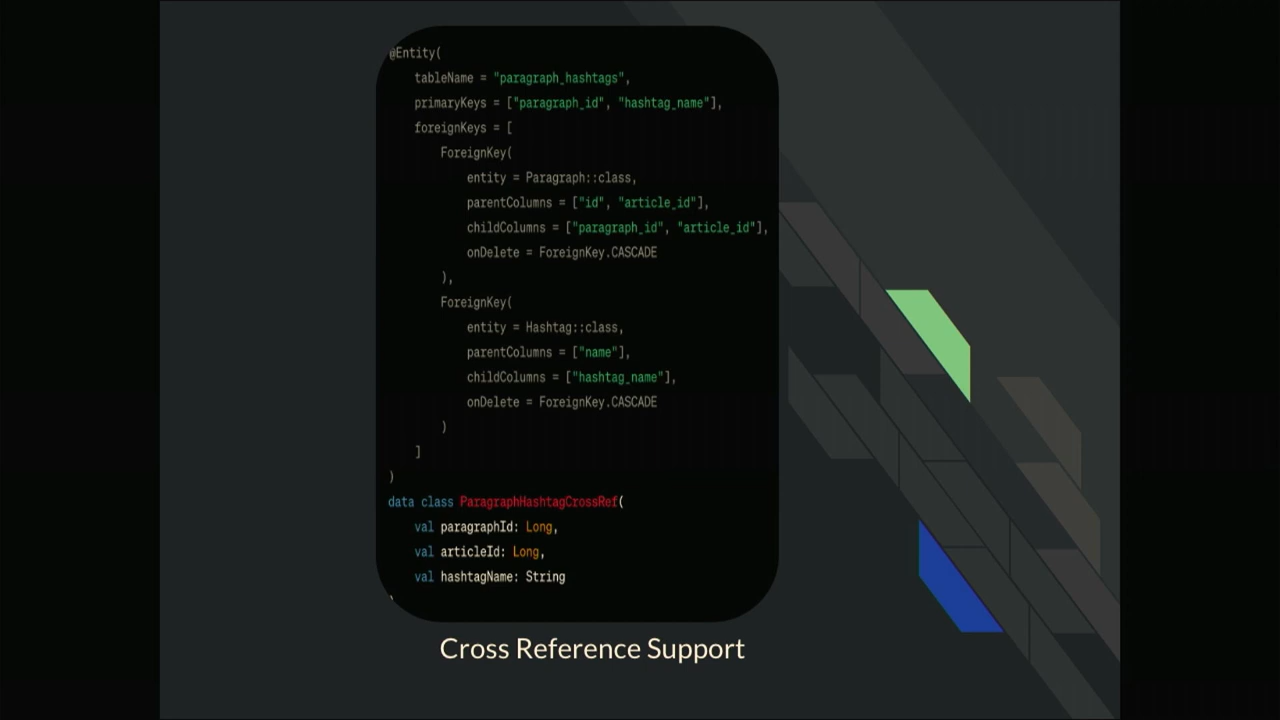 @Entity(
    tableName = "paragraph_hashtags",
    primaryKeys = ["paragraph_id", "hashtag_name"],
    foreignKeys = [
        ForeignKey(
            entity = Paragraph::class,
            parentColumns = ["id", "article_id"],
            childColumns = ["paragraph_id", "article_id"],
            onDelete = ForeignKey.CASCADE
        ),
        ForeignKey(
            entity = Hashtag::class,
            parentColumns = ["name"],
            childColumns = ["hashtag_name"],
            onDelete = ForeignKey.CASCADE
        )
    ]
)
data class ParagraphHashtagCrossRef(
    val paragraphId: Long,
    val articleId: Long,
    val hashtagName: String
)
Cross Reference Support